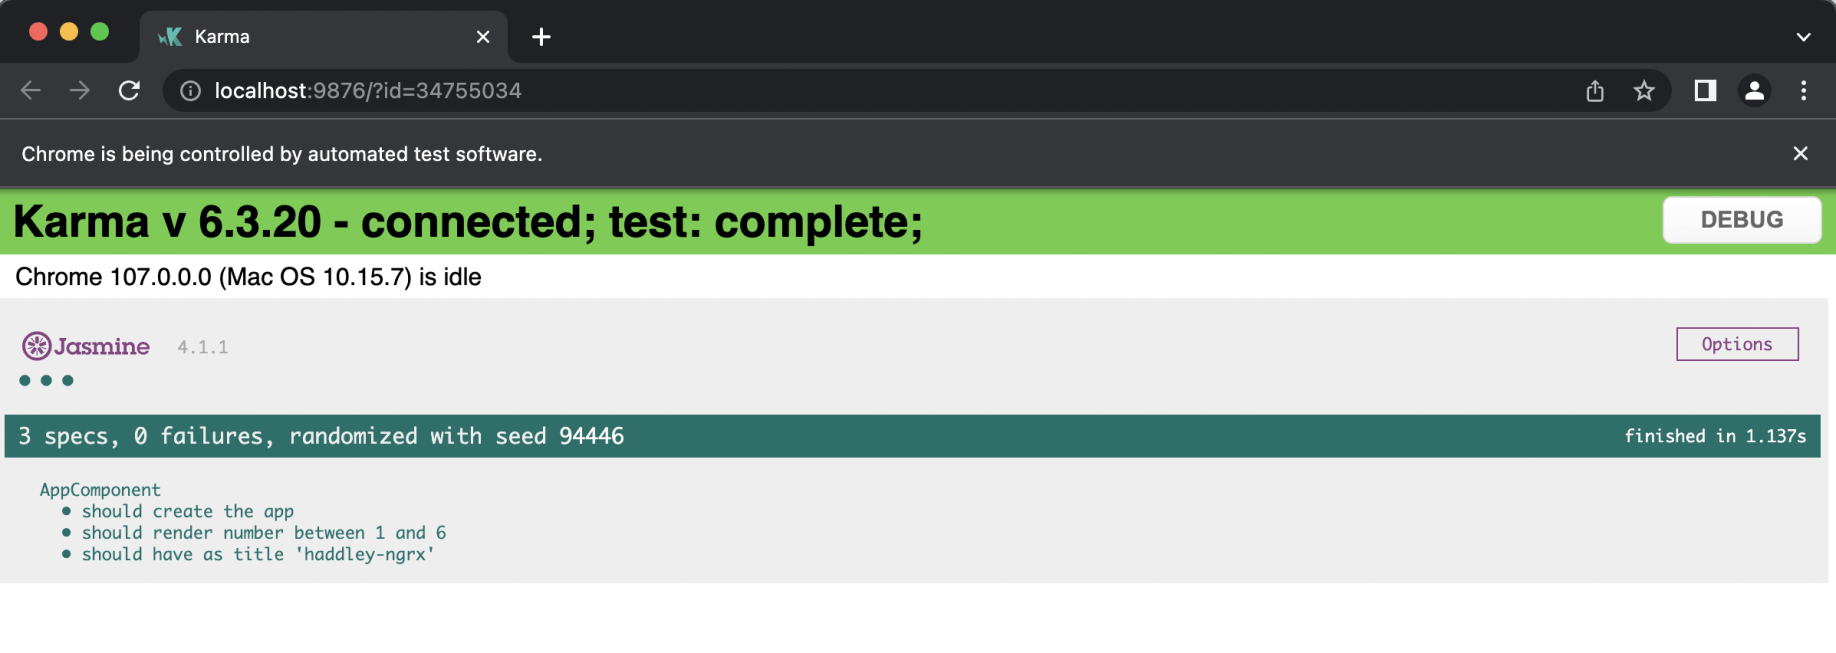 Karma
localhost:9876/?id=34755034
Chrome is being controlled by automated test software.
Karma v 6.3.20 - connected; test: complete;
DEBUG
Chrome 107.0.0.0 (Mac OS 10.15.7) is idle
Jasmine 4.1.1
Options
3 specs, 0 failures, randomized with seed 94446
finished in 1.137s
AppComponent
• should create the app
• should render number between 1 and 6
• should have as title 'haddley-ngrx'